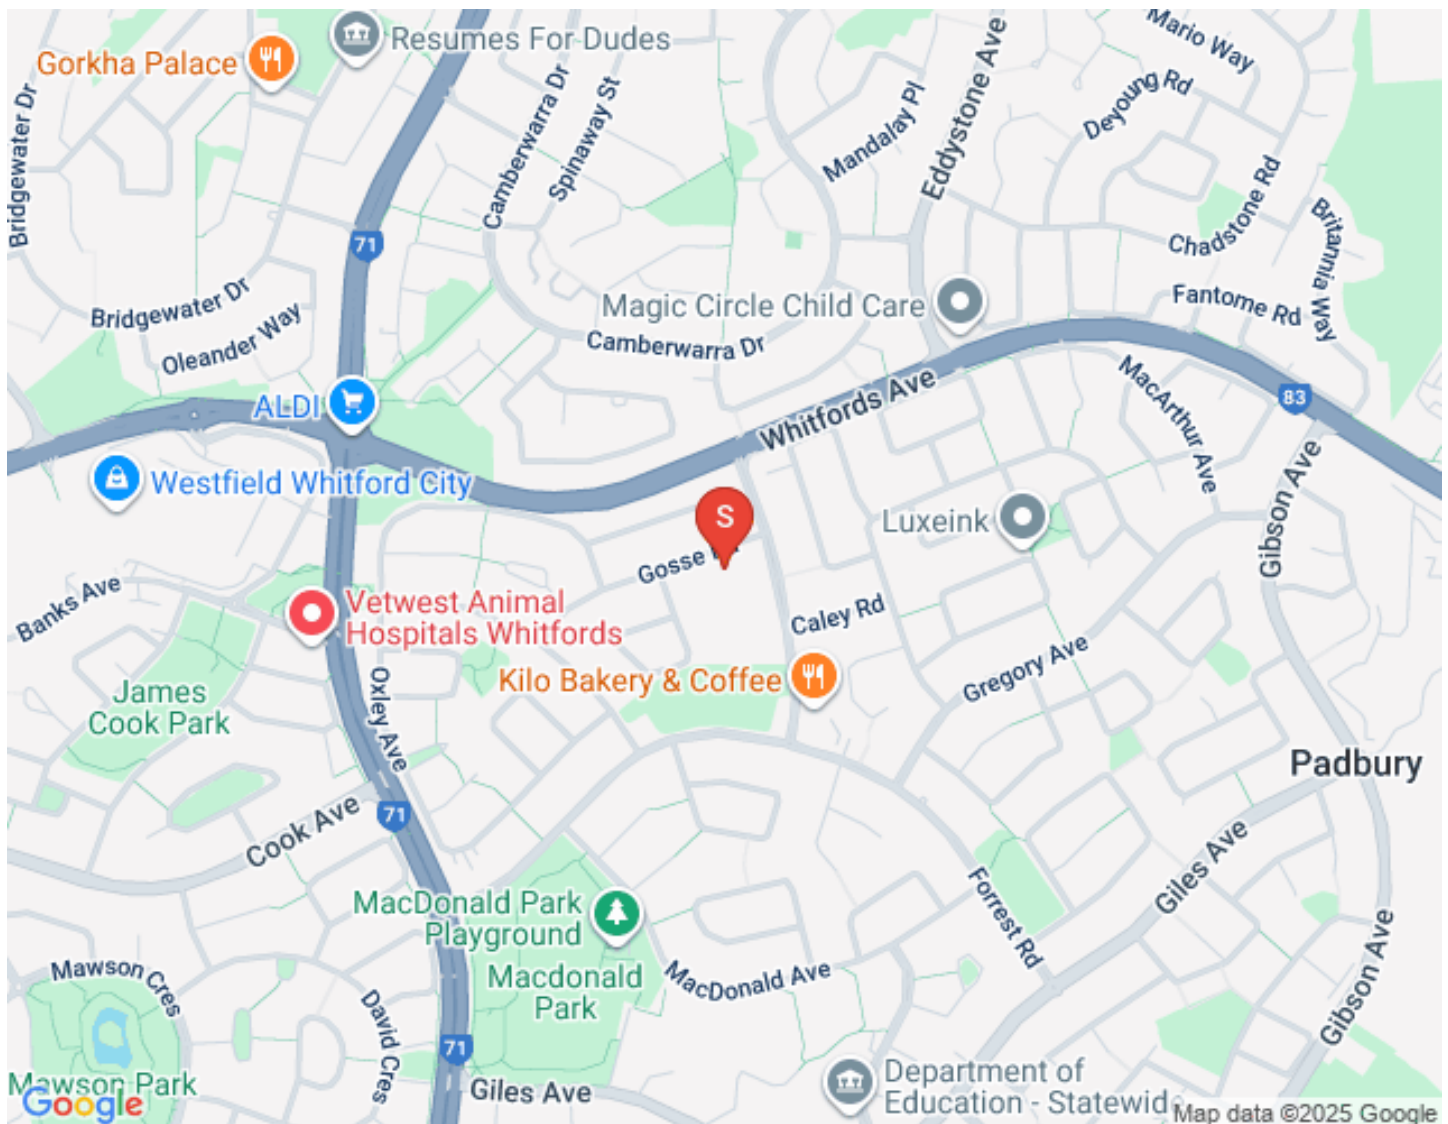 Resumes For Dudes
Gorkha Palace
Bridgewater Dr
Camberwarra Dr
Spinaway St
Mandalay Pl
Eddystone Ave
Mario Way
Deyoung Rd
Chadstone Rd
Britannia Way
71
Bridgewater Dr
Oleander Way
Magic Circle Child Care
Fantome Rd
Camberwarra Dr
MacArthur Ave
ALDI
Whitfords Ave
83
Westfield Whitford City
S
Luxeink
Gibson Ave
Gosse
Banks Ave
Vetwest Animal
Hospitals Whitfords
Caley Rd
Gregory Ave
Kilo Bakery & Coffee
James
Cook Park
Oxley Ave
Padbury
71
Cook Ave
Giles Ave
MacDonald Park
Playground
Forrest Rd
Mawson Cres
Macdonald
Park
MacDonald Ave
David Cres
Gibson Ave
71
Mawson Park
Giles Ave
Department of
Education - Statewid
Google
Map data ©2025 Google